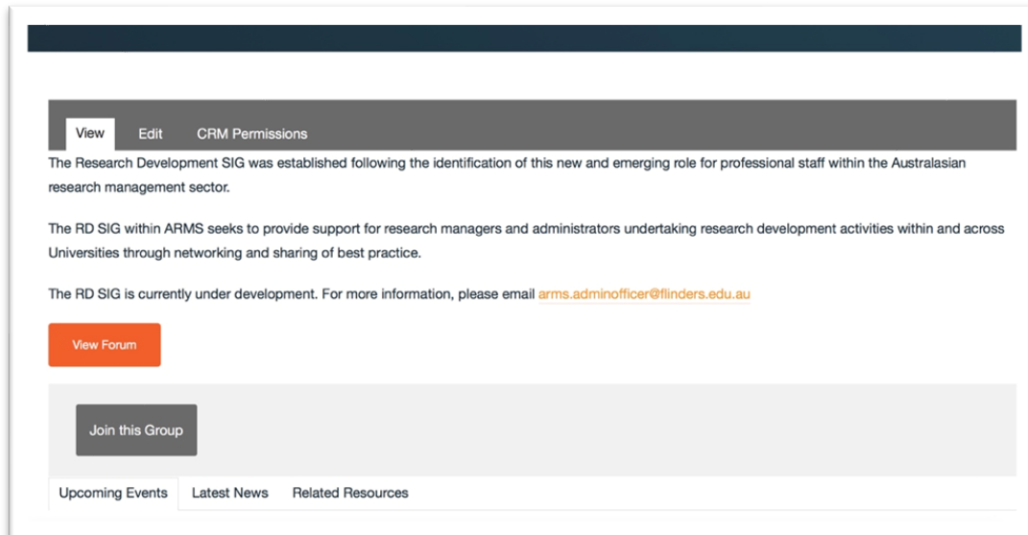 View Edit CRM Permissions
The Research Development SIG was established following the identification of this new and emerging role for professional staff within the Australasian
research management sector.
The RD SIG within ARMS seeks to provide support for research managers and administrators undertaking research development activities within and across
Universities through networking and sharing of best practice.
The RD SIG is currently under development. For more information, please email arms.adminofficer@flinders.edu.au
View Forum
Join this Group
Upcoming Events Latest News Related Resources